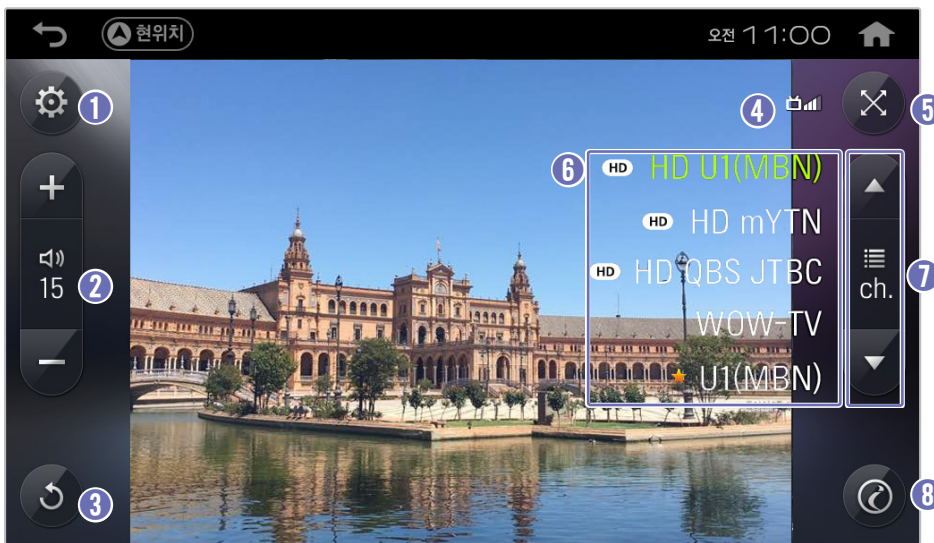 현위치
오전 11:00
1
4
5
6
HD HD U1(MBN)
HD HD mYTN
HD HD QBS JTBC
WOW-TV
U1(MBN)
15
2
ch.
7
3
8